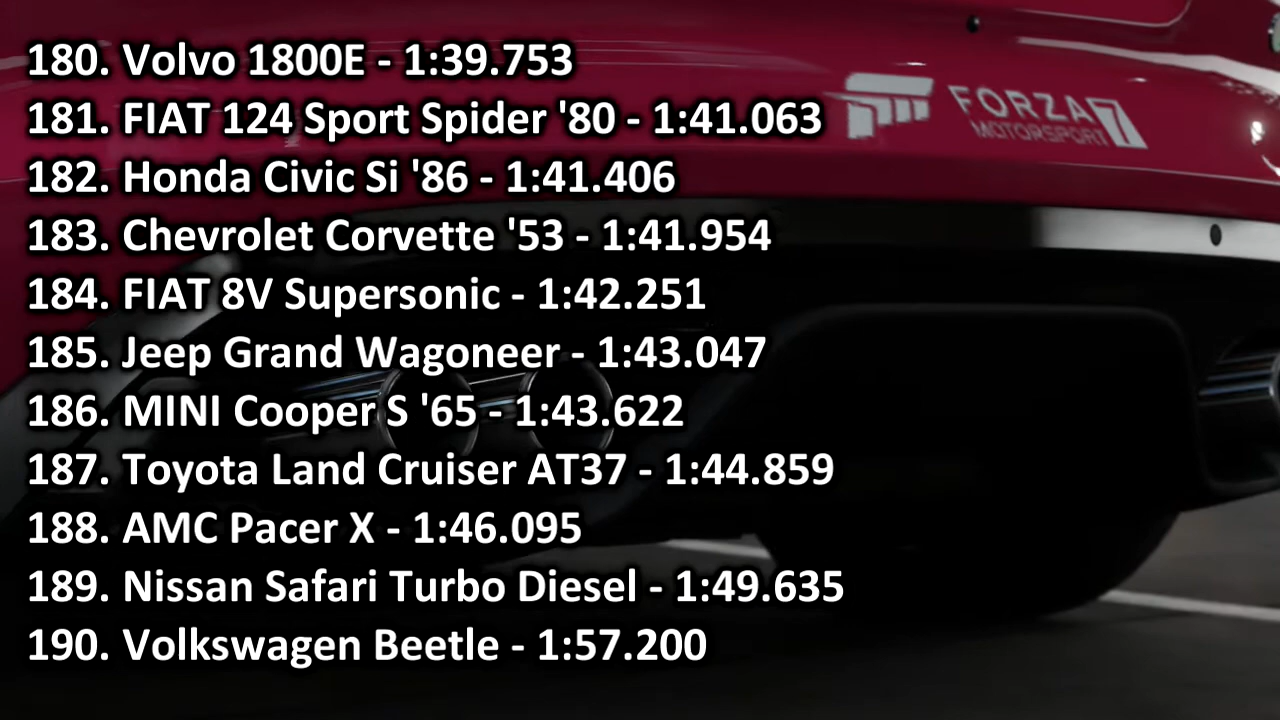 180. Volvo 1800E - 1:39.753
181. FIAT 124 Sport Spider '80 - 1:41.063
182. Honda Civic Si '86 - 1:41.406
183. Chevrolet Corvette '53 - 1:41.954
184. FIAT 8V Supersonic - 1:42.251
185. Jeep Grand Wagoneer - 1:43.047
186. MINI Cooper S '65 - 1:43.622
187. Toyota Land Cruiser AT37 - 1:44.859
188. AMC Pacer X - 1:46.095
189. Nissan Safari Turbo Diesel - 1:49.635
190. Volkswagen Beetle - 1:57.200
FORZA
MOTORSPORT 7